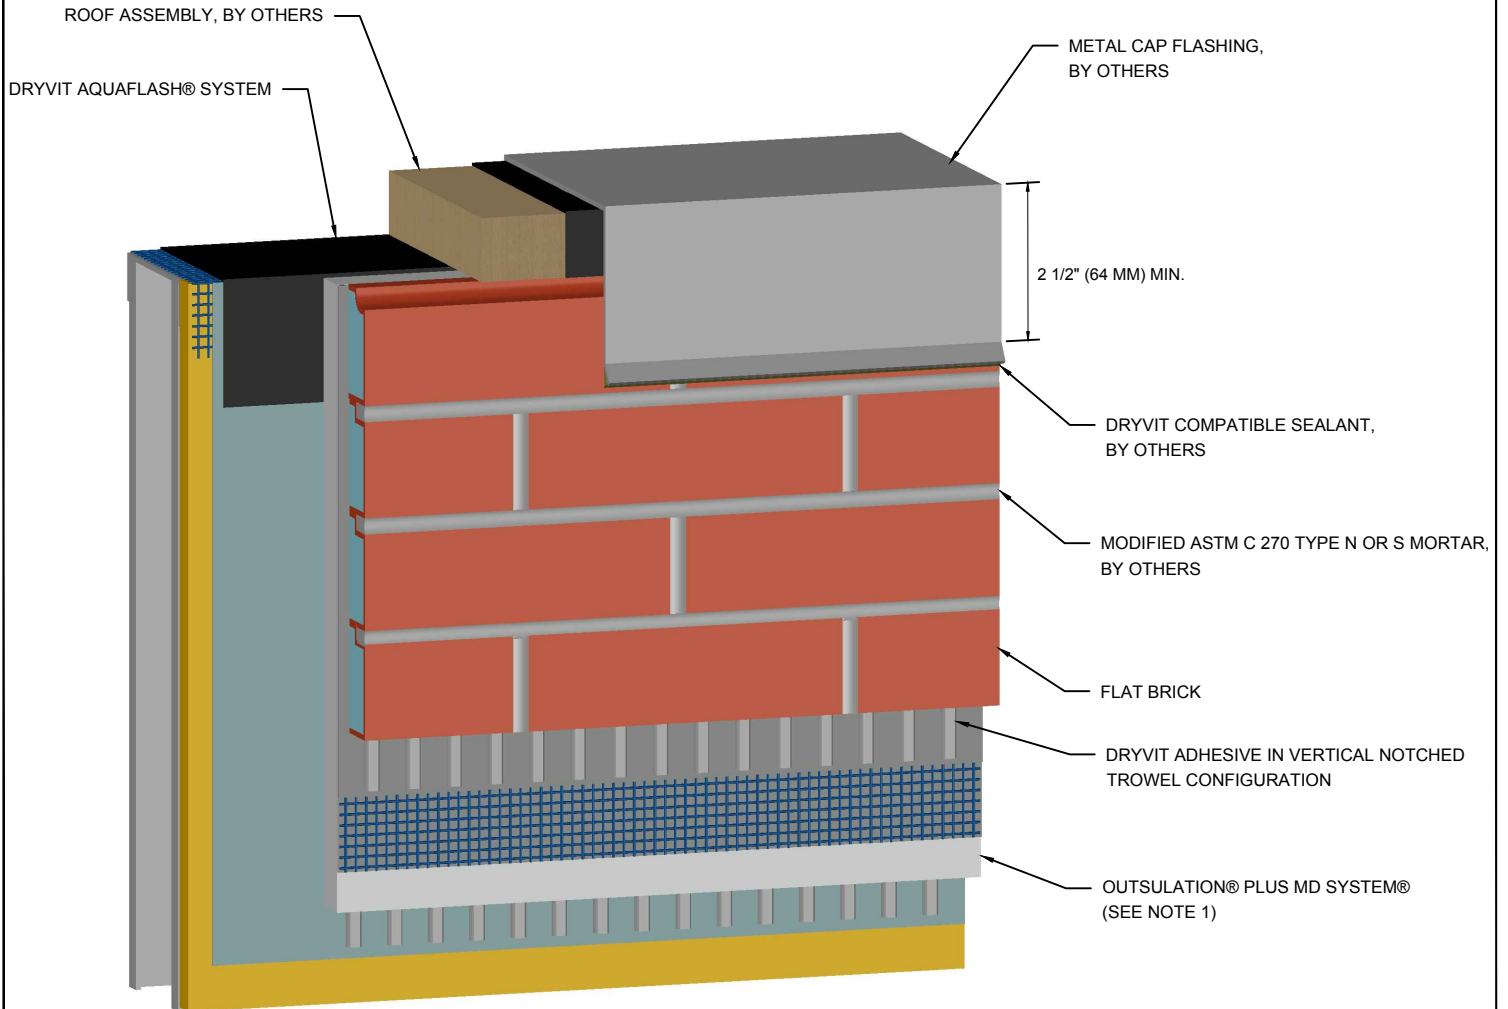 ROOF ASSEMBLY, BY OTHERS
METAL CAP FLASHING,
BY OTHERS
DRYVIT AQUAFLASH® SYSTEM
2 1/2" (64 MM) MIN.
DRYVIT COMPATIBLE SEALANT,
BY OTHERS
MODIFIED ASTM C 270 TYPE N OR S MORTAR,
BY OTHERS
FLAT BRICK
DRYVIT ADHESIVE IN VERTICAL NOTCHED
TROWEL CONFIGURATION
OUTSULATION® PLUS MD SYSTEM®
(SEE NOTE 1)